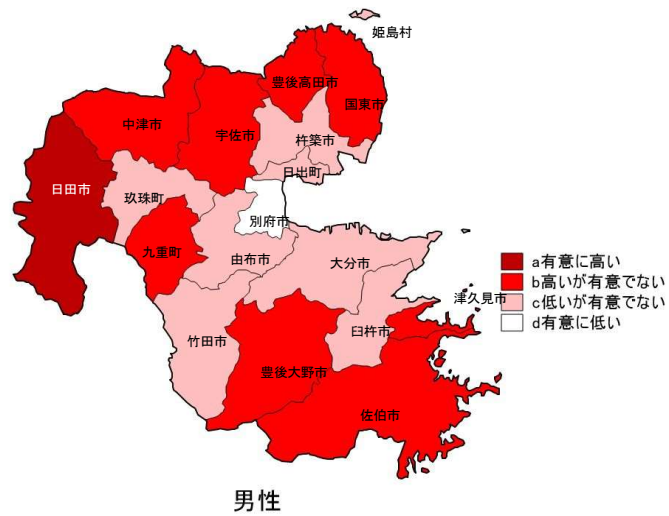 姫島村
豊後高田市
国東市
中津市
宇佐市
杵築市
日出町
日田市
玖珠町
別府市
九重町
由布市
大分市
津久見市
臼杵市
竹田市
豊後大野市
佐伯市
a有意に高い
b高いが有意でない
c低いが有意でない
d有意に低い
男性